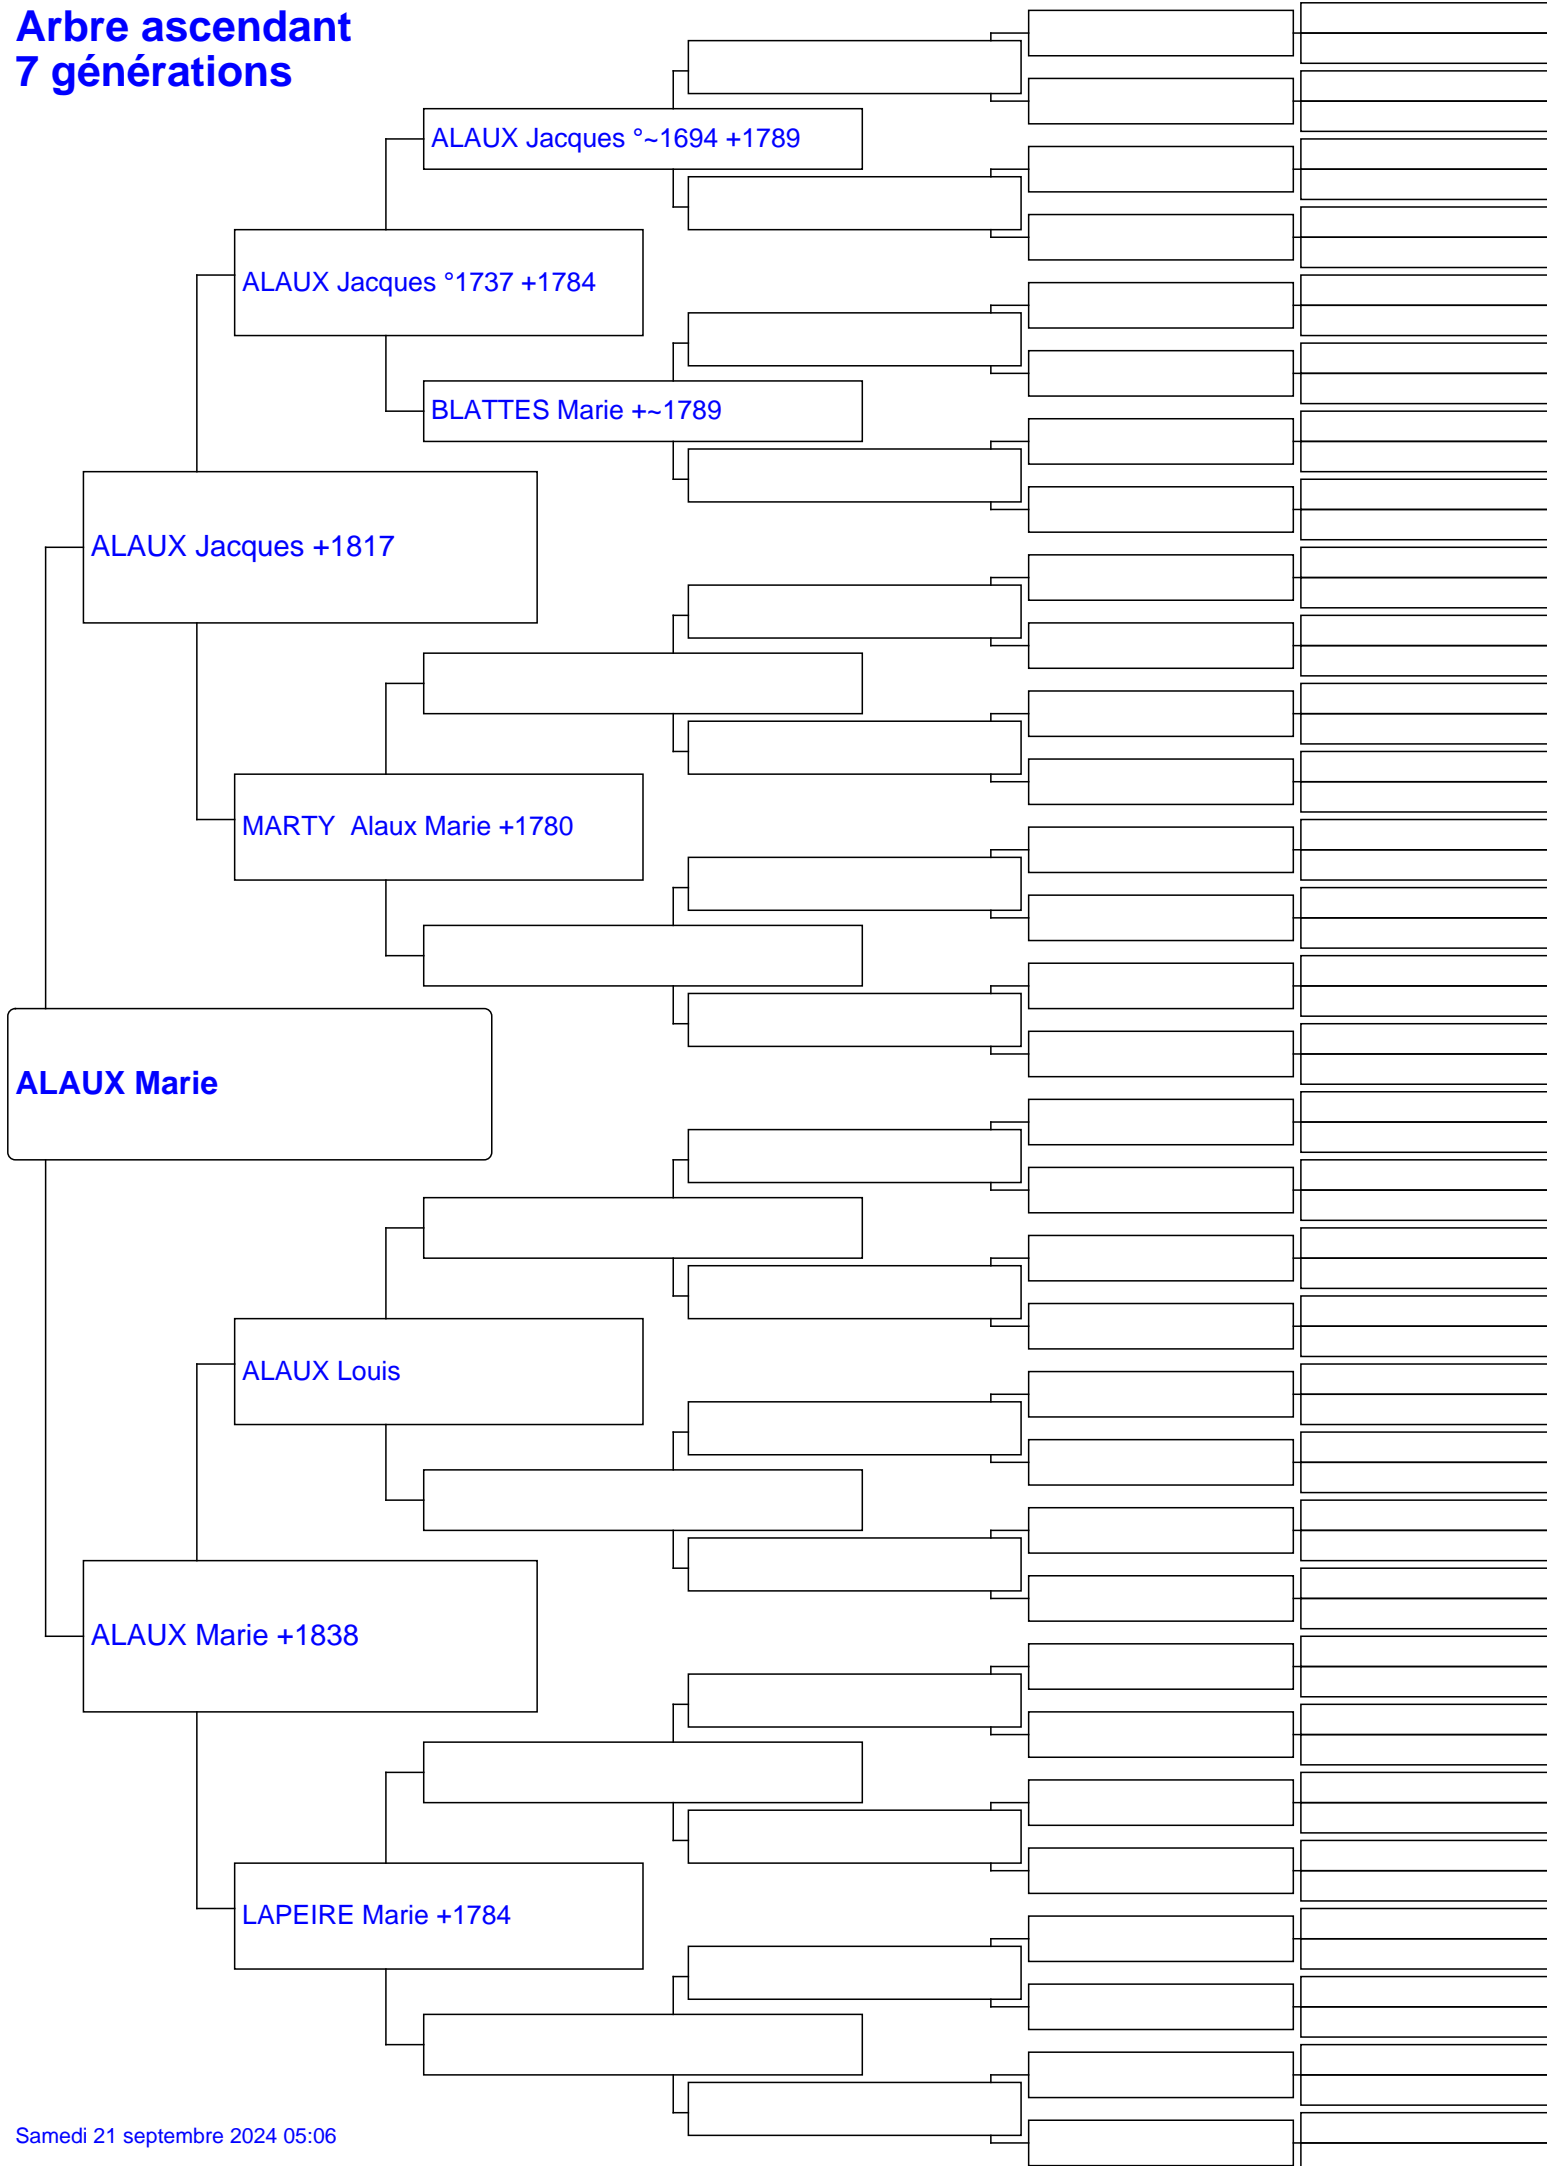 Arbre ascendant
7 générations
ALAUX Jacques °~1694 +1789
ALAUX Jacques °1737 +1784
BLATTES Marie +~1789
ALAUX Jacques +1817
MARTY  Alaux Marie +1780
ALAUX Marie
ALAUX Louis
ALAUX Marie +1838
LAPEIRE Marie +1784
Samedi 21 septembre 2024 05:06